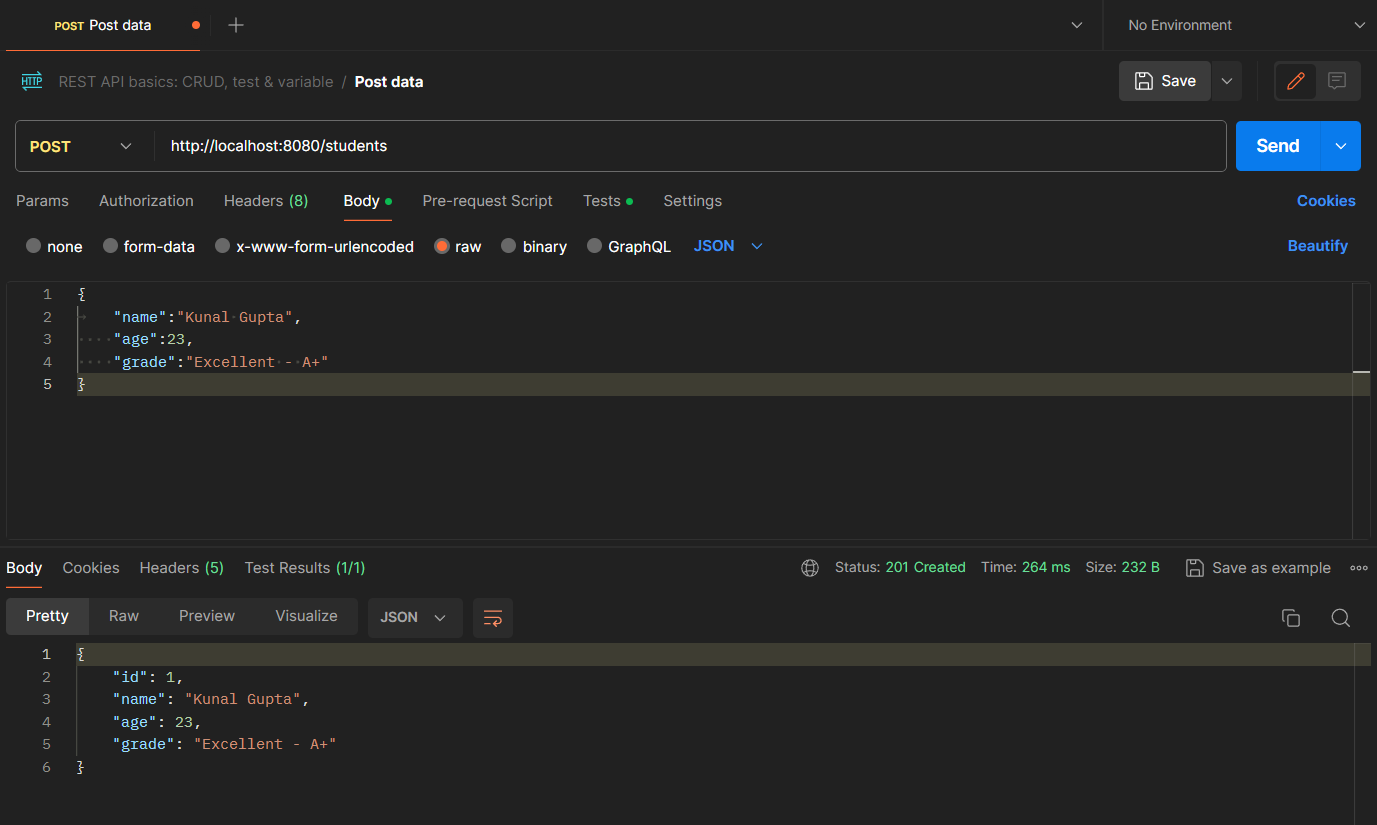 POST Post data
No Environment
HTTP REST API basics: CRUD, test & variable / Post data
Save
POST http://localhost:8080/students
Send
Params Authorization Headers (8) Body Pre-request Script Tests Settings Cookies
none form-data x-www-form-urlencoded raw binary GraphQL JSON Beautify
1 {
2 "name":"Kunal Gupta",
3 "age":23,
4 "grade":"Excellent - A+"
5 }
Body Cookies Headers (5) Test Results (1/1) Status: 201 Created Time: 264 ms Size: 232 B Save as example
Pretty Raw Preview Visualize JSON
1 {
2 "id": 1,
3 "name": "Kunal Gupta",
4 "age": 23,
5 "grade": "Excellent - A+"
6 }